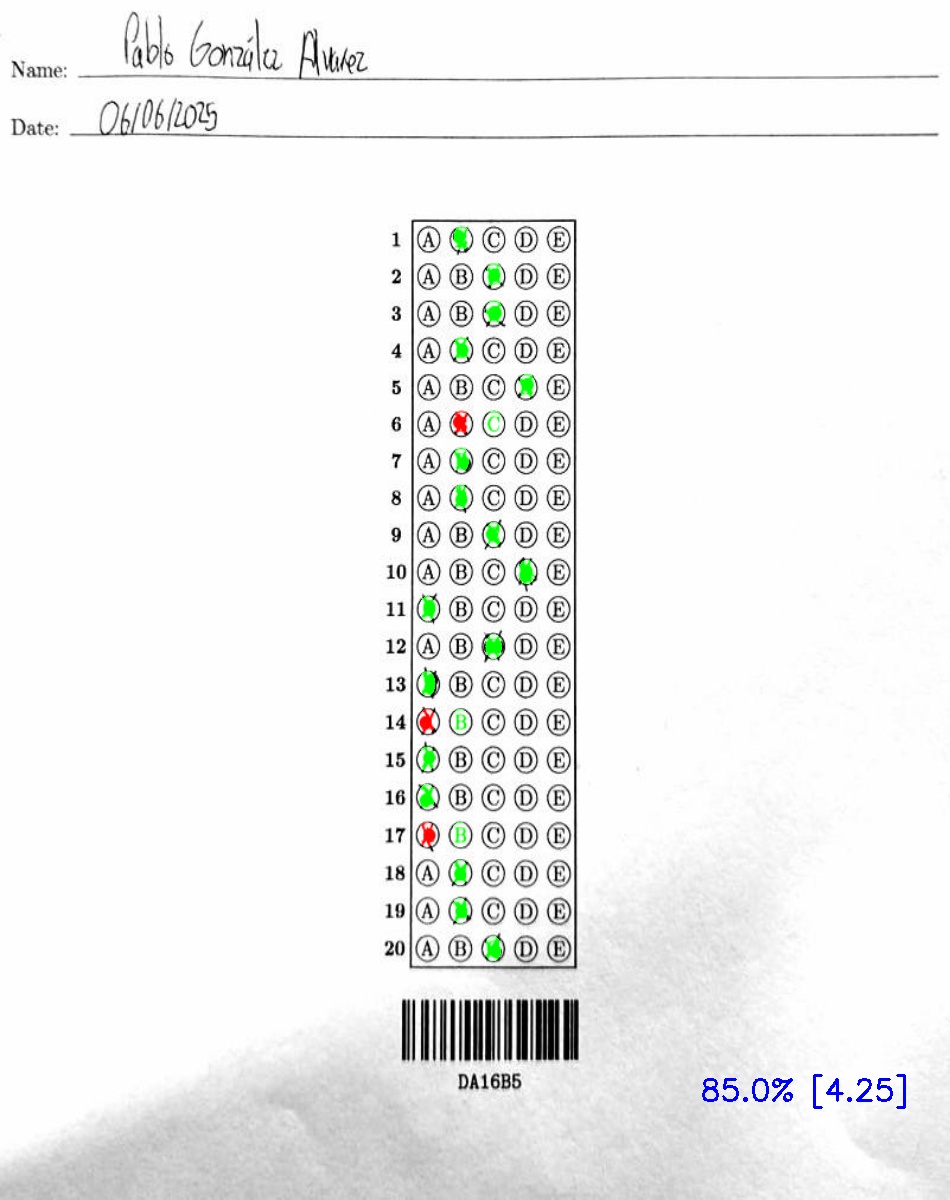 Name: Pablo González Alvarez
Date: 06/06/2025
1 A C D E
2 A B D E
3 A B D E
4 A C D E
5 A B C E
6 A C D E
7 A C D E
8 A C D E
9 A B D E
10 A B C E
11 B C D E
12 A B D E
13 B C D E
14 B C D E
15 B C D E
16 B C D E
17 B C D E
18 A C D E
19 A C D E
20 A B D E
DA16B5
85.0% [4.25]